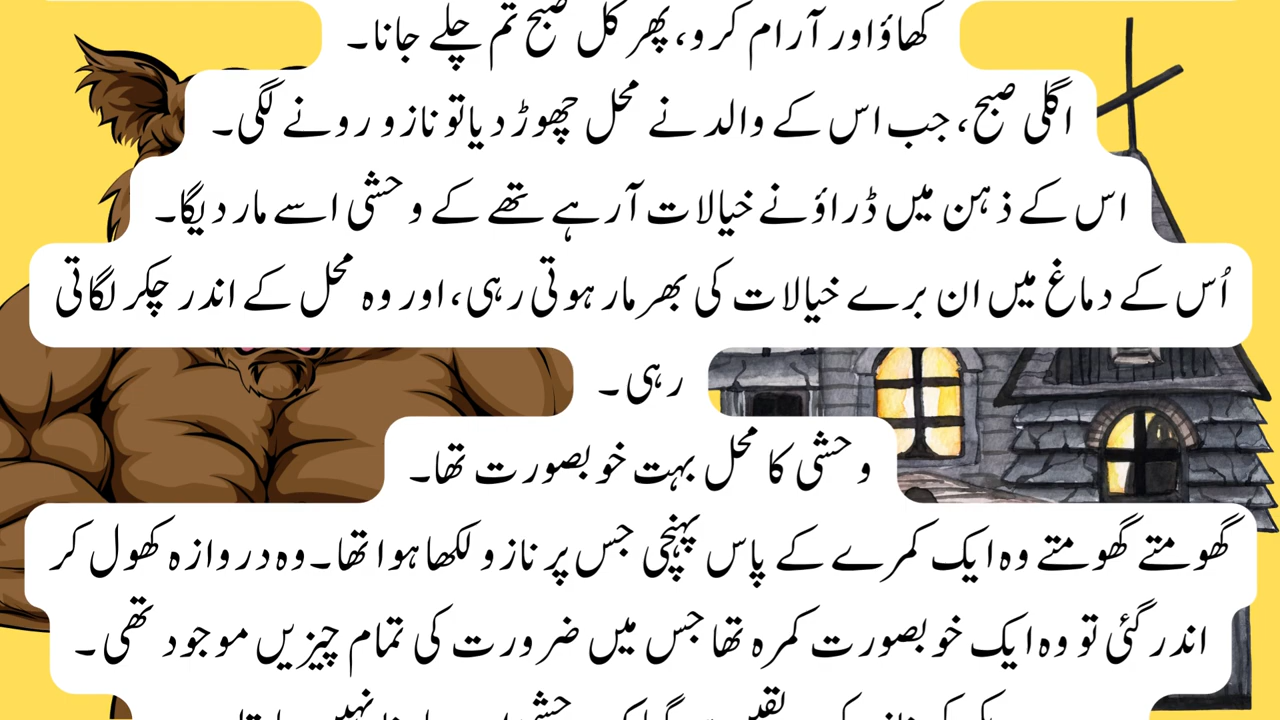 کھاؤ اور آرام کرو، پھر کل صبح تم چلے جانا۔
اگلی صبح، جب اس کے والد نے محل چھوڑ دیا تو نازو رونے لگی۔
اس کے ذہن میں ڈراؤنے خیالات آرہے تھے کے وحشی اسے مار دیگا۔
اُس کے دماغ میں ان برے خیالات کی بھرمار ہوتی رہی، اور وہ محل کے اندر چکر لگاتی
رہی۔
وحشی کا محل بہت خوبصورت تھا۔
گھومتے گھومتے وہ ایک کمرے کے پاس پہنچی جس پر نازو لکھا ہوا تھا۔ وہ دروازہ کھول کر
اندر گئی تو وہ ایک خوبصورت کمرہ تھا جس میں ضرورت کی تمام چیزیں موجود تھی۔